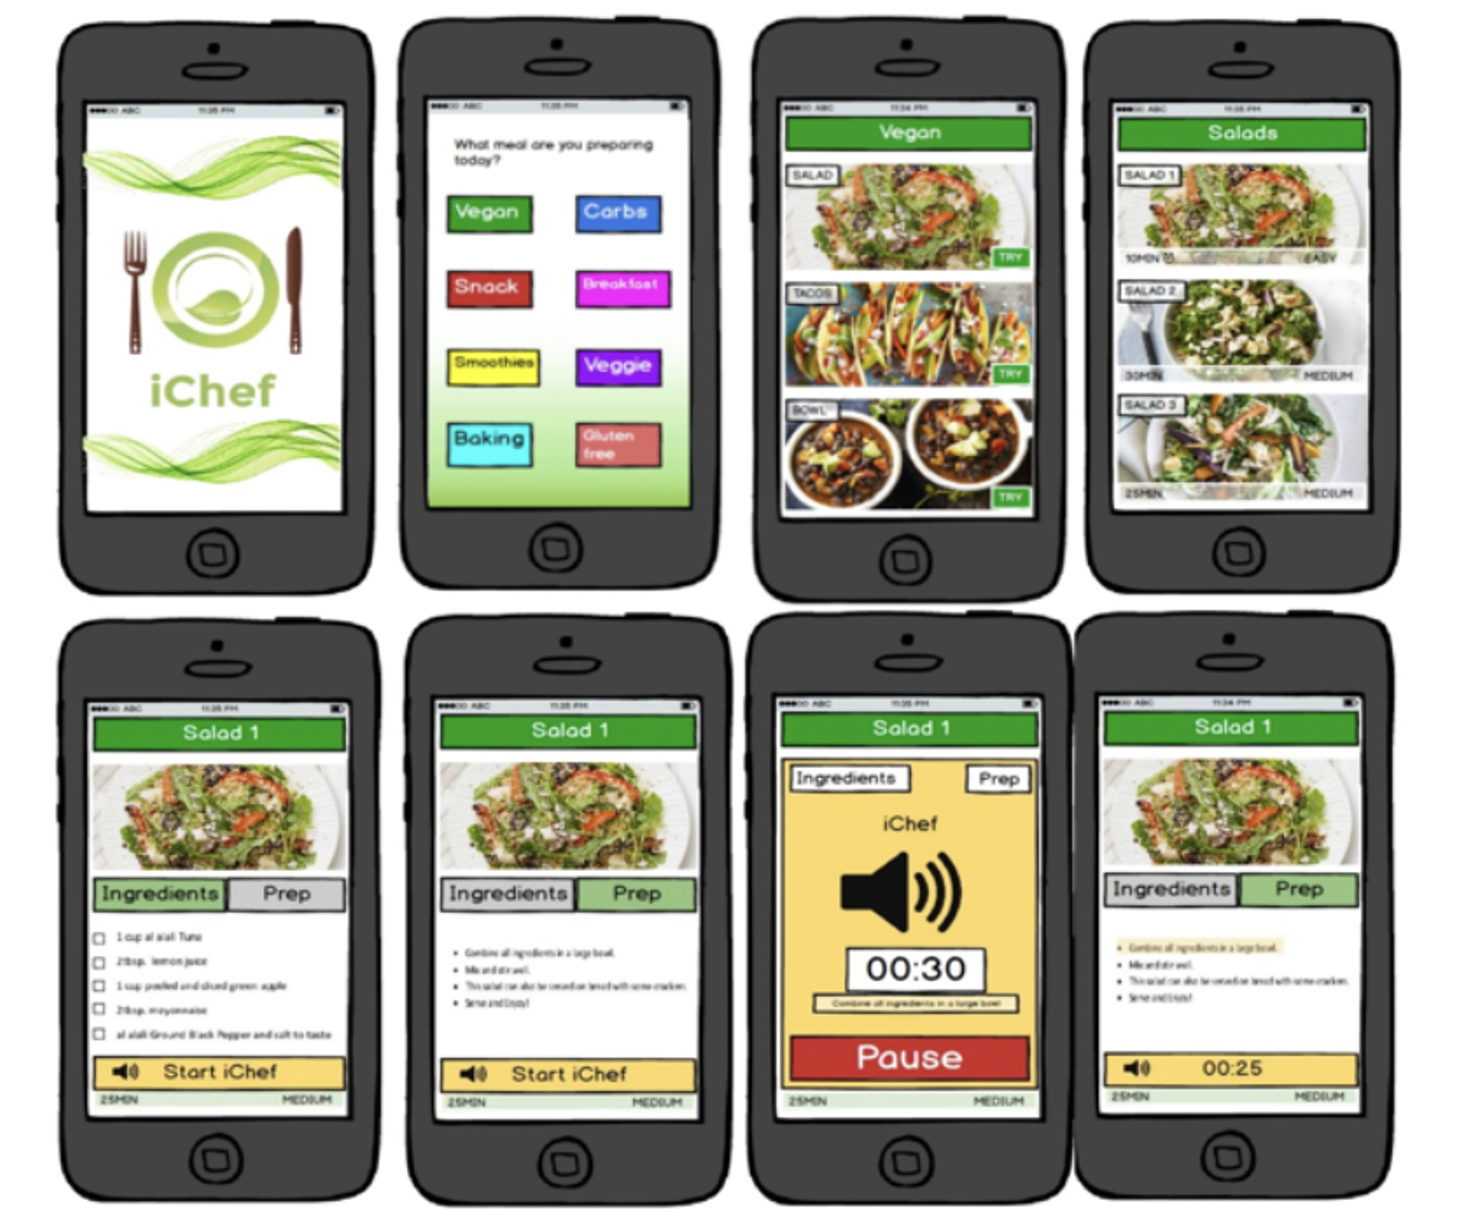 ABC 11:35 PM
iChef
ABC 11:35 PM
What meal are you preparing
today?
Vegan Carbs
Snack Breakfast
Smoothies Veggie
Baking Gluten
free
ABC 11:34 PM
Vegan
SALAD
TRY
TACOS
TRY
BOWL
TRY
ABC 11:35 PM
Salads
SALAD 1
10MIN EASY
SALAD 2
30MIN MEDIUM
SALAD 3
25MIN MEDIUM
ABC 11:35 PM
Salad 1
Ingredients Prep
1 cup al alali Tuna
2tbsp. lemon juice
1 cup peeled and diced green apple
2tbsp. mayonnaise
al alali Ground Black Pepper and salt to taste
Start iChef
25MIN MEDIUM
ABC 11:35 PM
Salad 1
Ingredients Prep
Combine all ingredients in a large bowl.
Mix and stir well.
This salad can also be served on bread with some crackers.
Serve and Enjoy!
Start iChef
25MIN MEDIUM
ABC 11:35 PM
Salad 1
Ingredients Prep
iChef
00:30
Combine all ingredients in a large bowl
Pause
25MIN MEDIUM
ABC 11:34 PM
Salad 1
Ingredients Prep
Combine all ingredients in a large bowl.
Mix and stir well.
This salad can also be served on bread with some crackers.
Serve and Enjoy!
00:25
25MIN MEDIUM